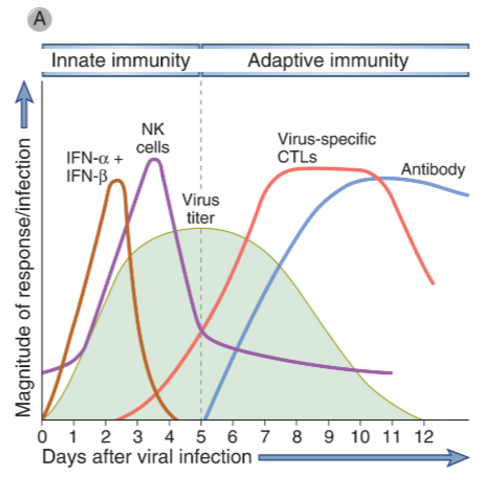 A
Innate immunity
Adaptive immunity
Magnitude of response/infection
IFN-α +
IFN-β
NK
cells
Virus
titer
Virus-specific
CTLs
Antibody
0 1 2 3 4 5 6 7 8 9 10 11 12
Days after viral infection